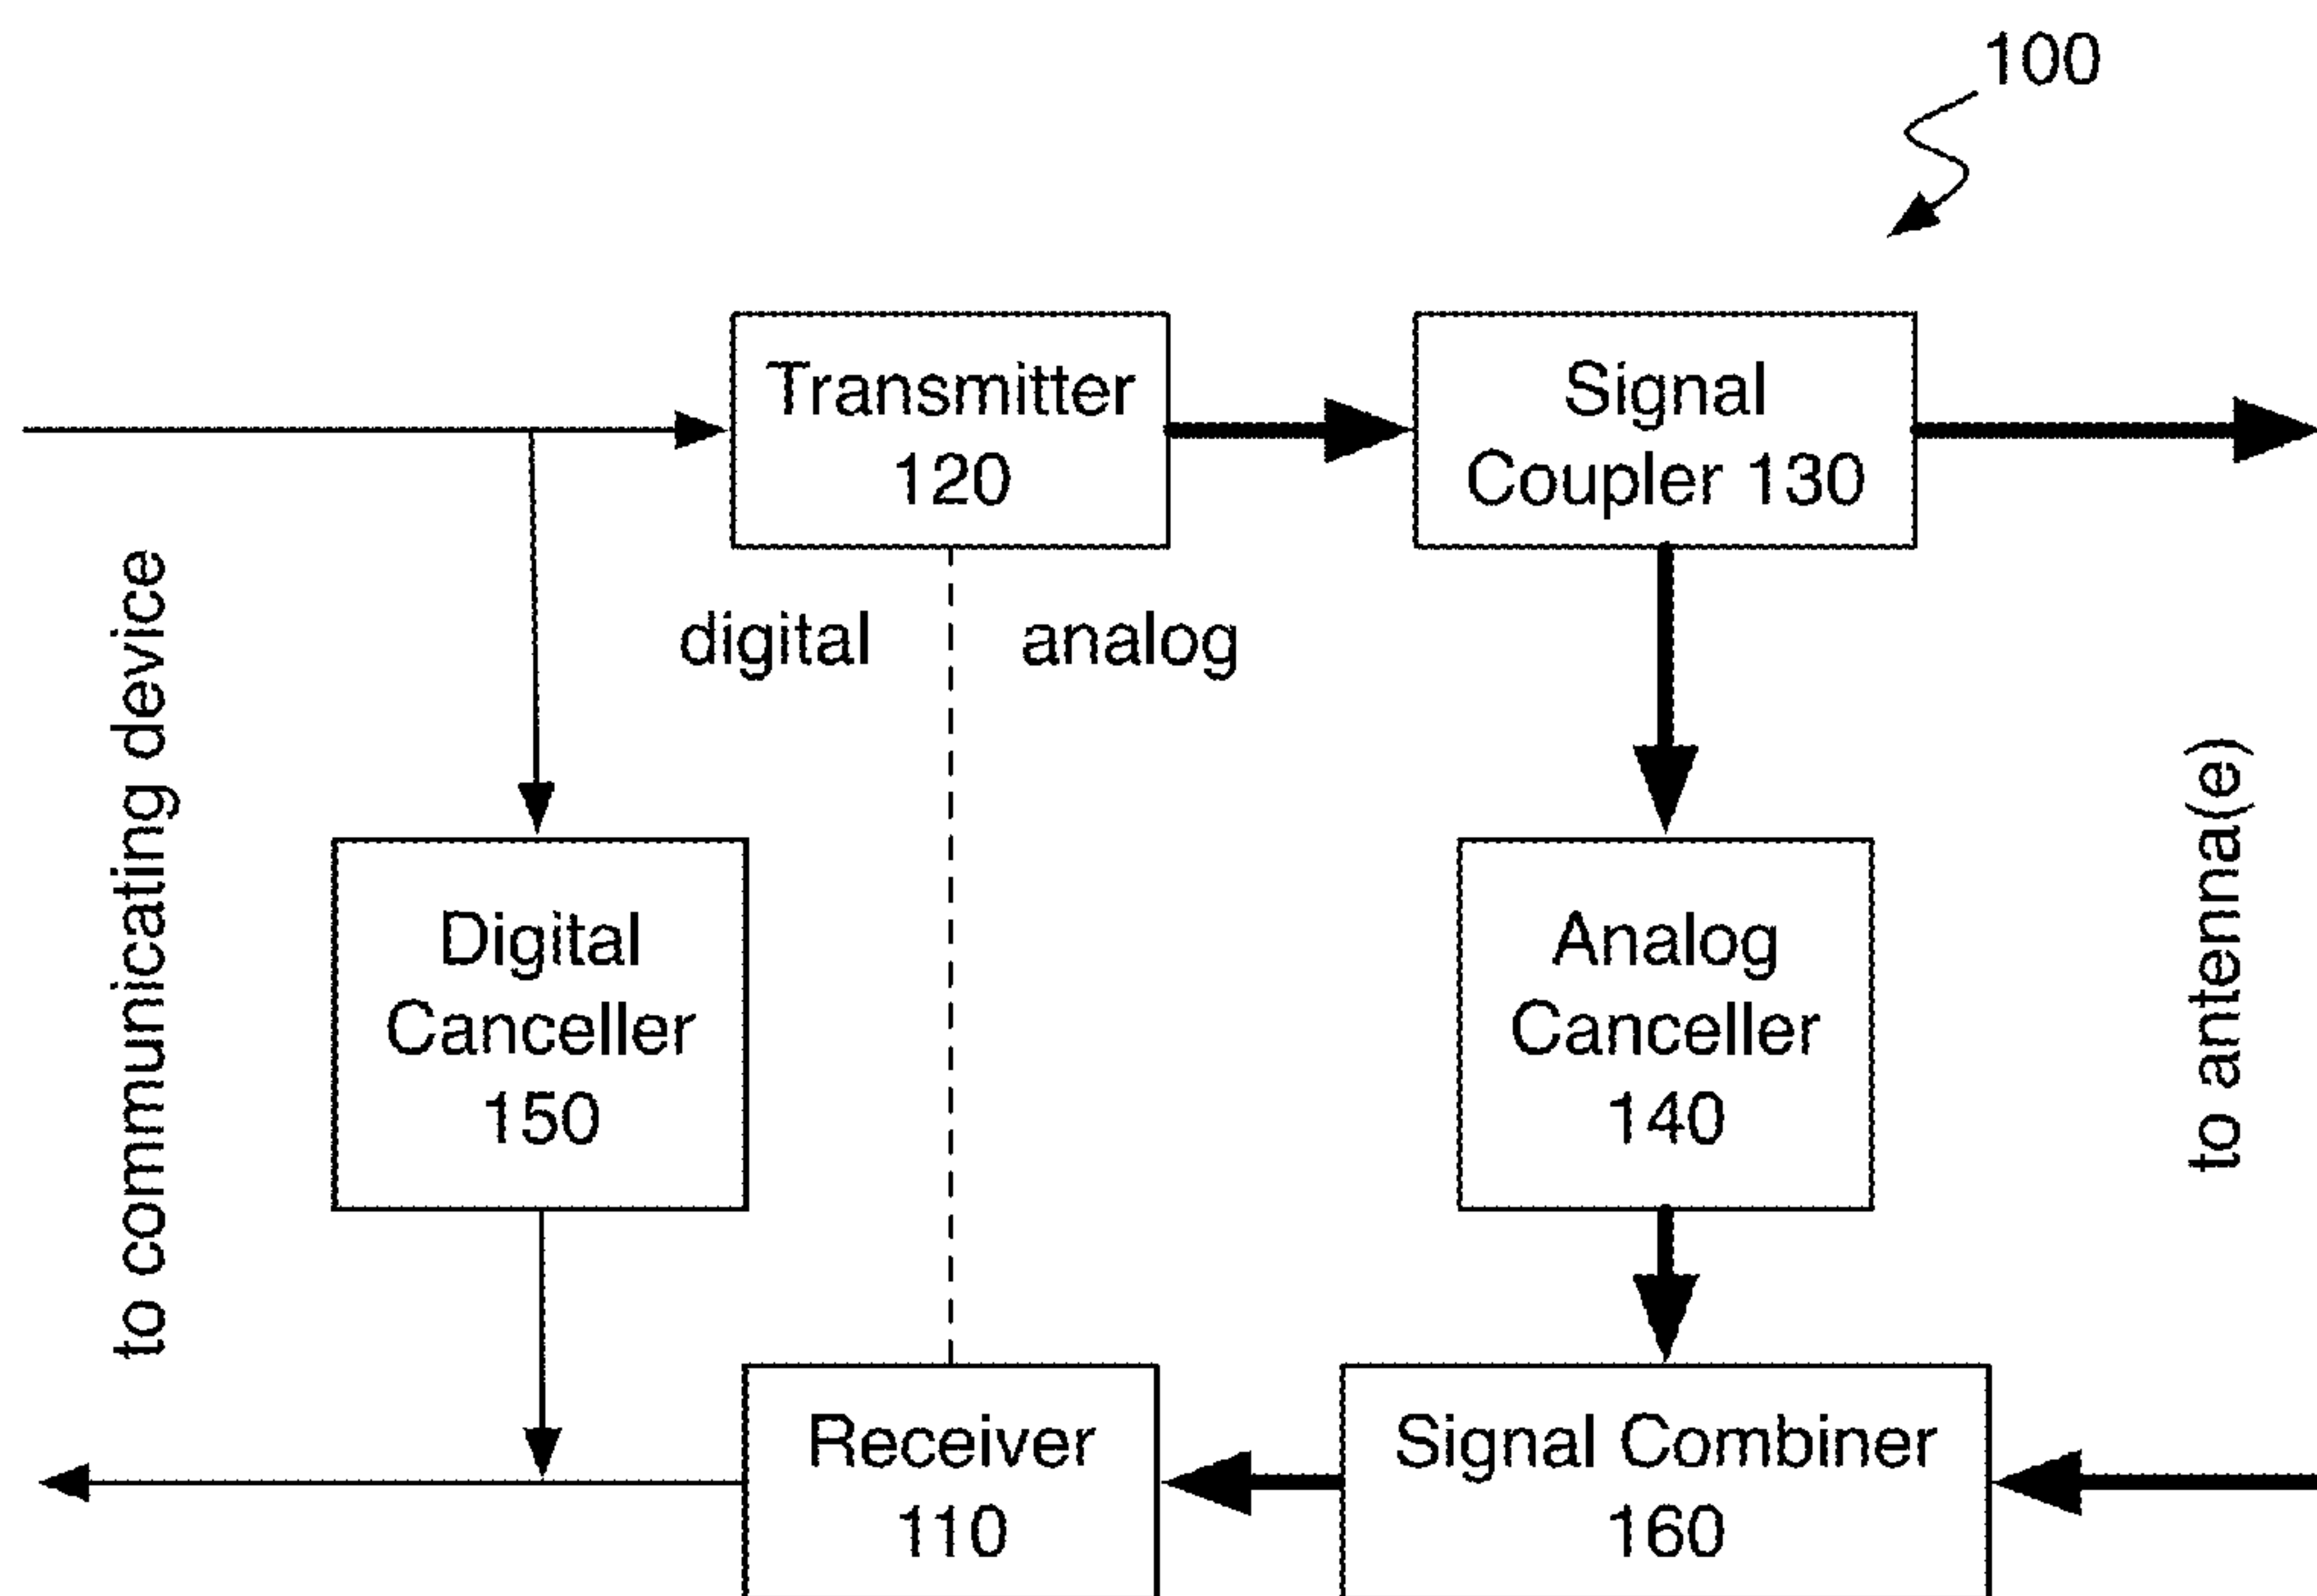 100
Transmitter
120
Signal
Coupler 130
digital
analog
to communicating device
to antenna(e)
Digital
Canceller
150
Analog
Canceller
140
Receiver
110
Signal Combiner
160